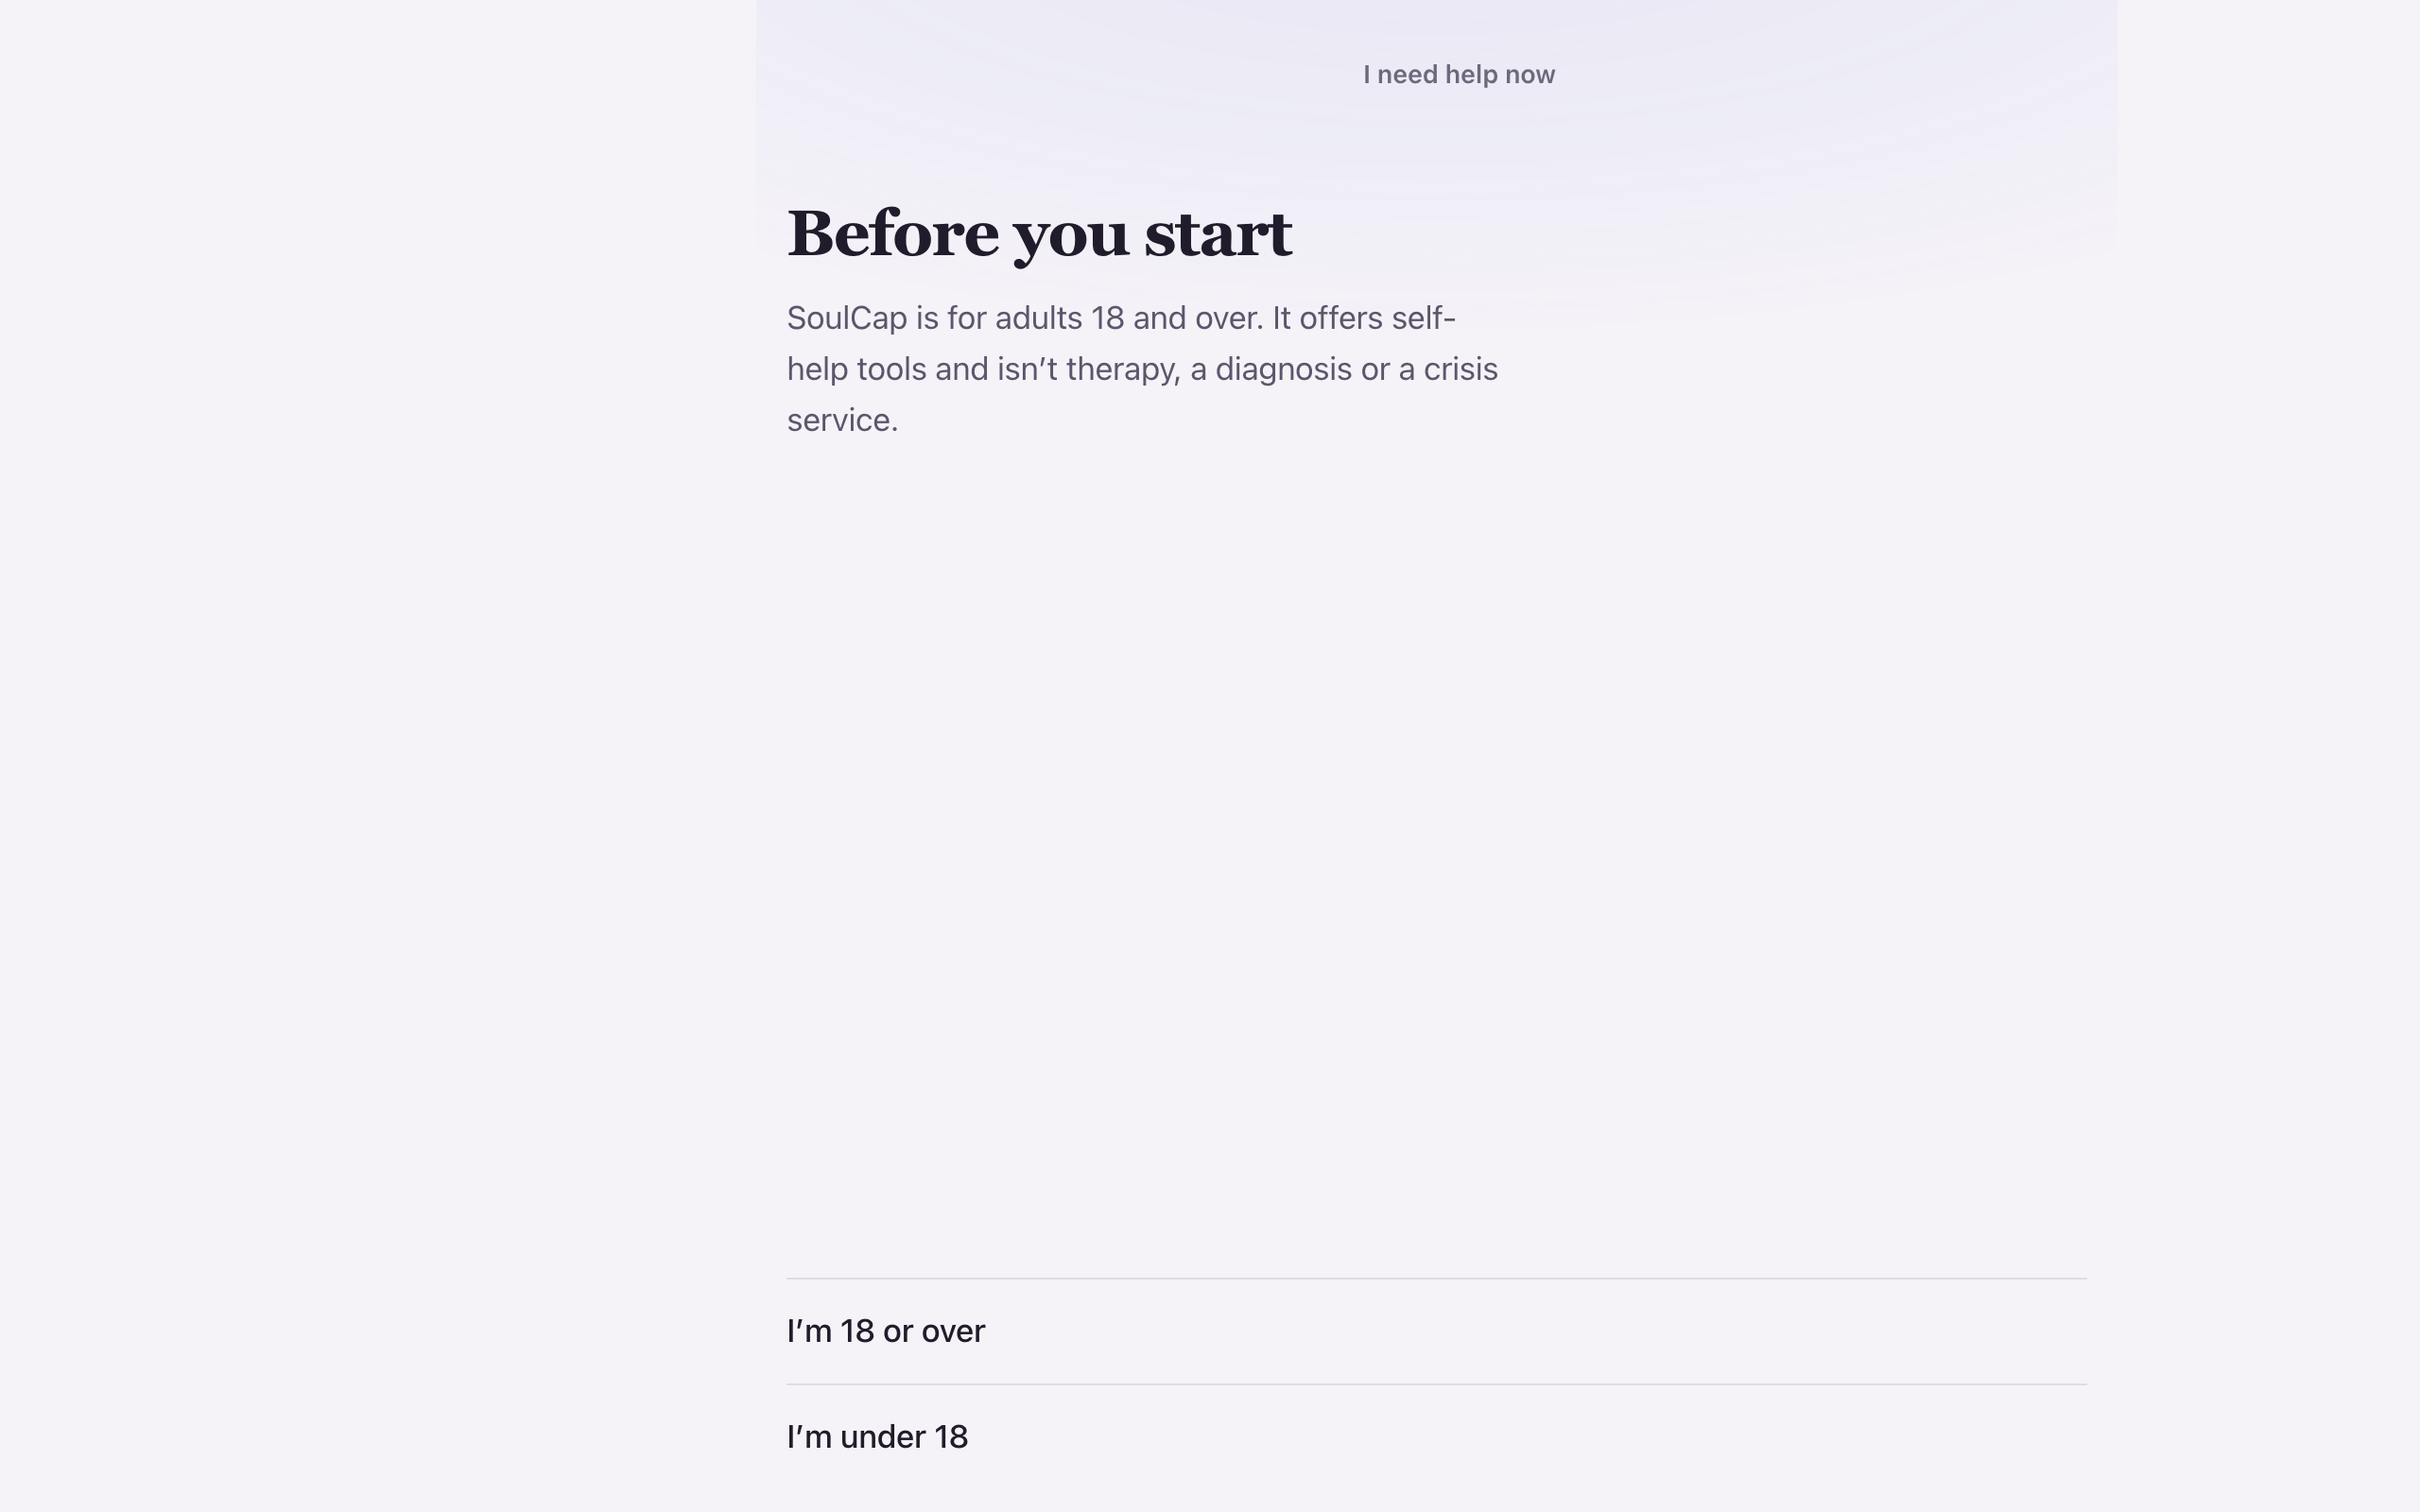 I need help now
Before you start
SoulCap is for adults 18 and over. It offers self-
help tools and isn’t therapy, a diagnosis or a crisis
service.
I’m 18 or over
I’m under 18